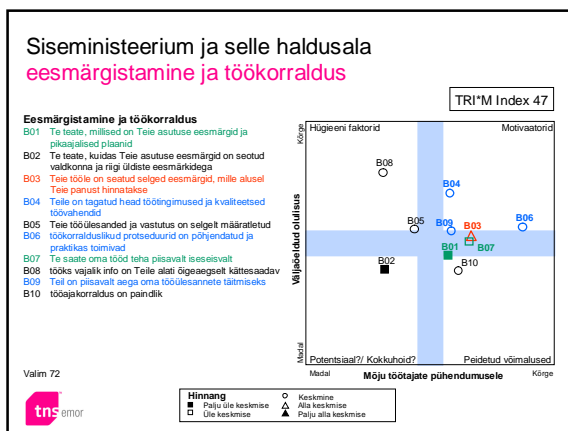 Siseministeerium ja selle haldusala
eesmärgistamine ja töökorraldus
TRI*M Index 47
Eesmärgistamine ja töökorraldus
B01 Te teate, millised on Teie asutuse eesmärgid ja
pikaajalised plaanid
B02 Te teate, kuidas Teie asutuse eesmärgid on seotud
valdkonna ja riigi üldiste eesmärkidega
B03 Teie tööle on seatud selged eesmärgid, mille alusel
Teie panust hinnatakse
B04 Teile on tagatud head töötingimused ja kvaliteetsed
töövahendid
B05 Teie tööülesanded ja vastutus on selgelt määratletud
B06 töökorralduslikud protseduurid on põhjendatud ja
praktikas toimivad
B07 Te saate oma tööd teha piisavalt iseseisvalt
B08 tööks vajalik info on Teile alati õigeaegselt kättesaadav
B09 Teil on piisavalt aega oma tööülesannete täitmiseks
B10 tööajakorraldus on paindlik
Kõrge
Väljaöeldud olulisus
Madal
Hügieeni faktorid
Motivaatorid
B08
B04
B05
B09
B03
B06
B01
B07
B02
B10
Potentsiaal?/ Kokkuhoid?
Peidetud võimalused
Madal
Mõju töötajate pühendumusele
Kõrge
Valim 72
Hinnang
Palju üle keskmise
Üle keskmise
Keskmine
Alla keskmise
Palju alla keskmise
tns emor